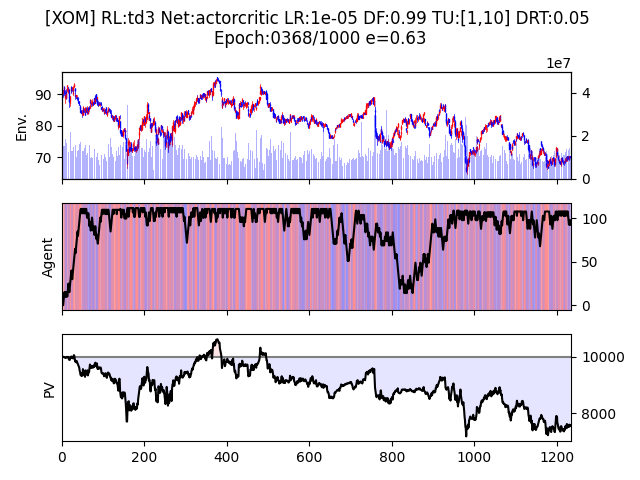 [XOM] RL:td3 Net:actorcritic LR:1e-05 DF:0.99 TU:[1,10] DRT:0.05
Epoch:0368/1000 e=0.63
1e7
Env.
90
80
70
4
2
0
Agent
100
50
0
PV
10000
8000
0 200 400 600 800 1000 1200